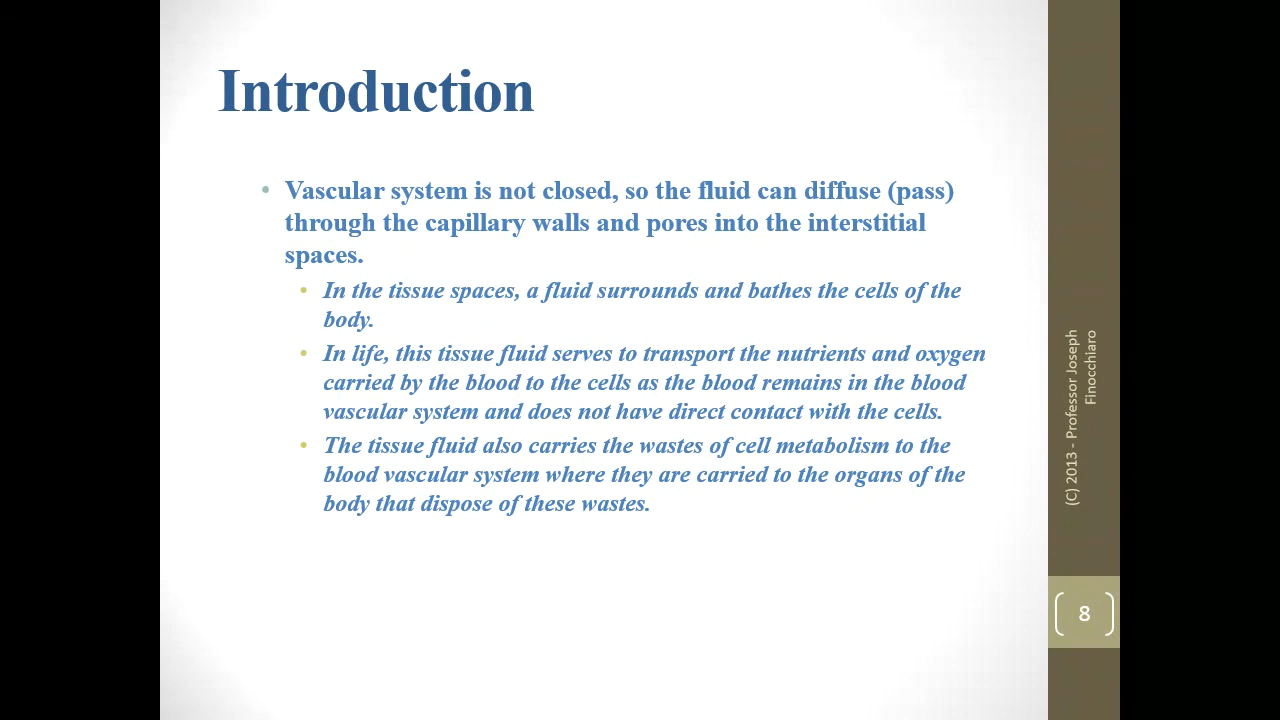 Introduction
• Vascular system is not closed, so the fluid can diffuse (pass)
through the capillary walls and pores into the interstitial
spaces.
• In the tissue spaces, a fluid surrounds and bathes the cells of the
body.
• In life, this tissue fluid serves to transport the nutrients and oxygen
carried by the blood to the cells as the blood remains in the blood
vascular system and does not have direct contact with the cells.
• The tissue fluid also carries the wastes of cell metabolism to the
blood vascular system where they are carried to the organs of the
body that dispose of these wastes.
(C) 2013 - Professor Joseph
Finocchiaro
8